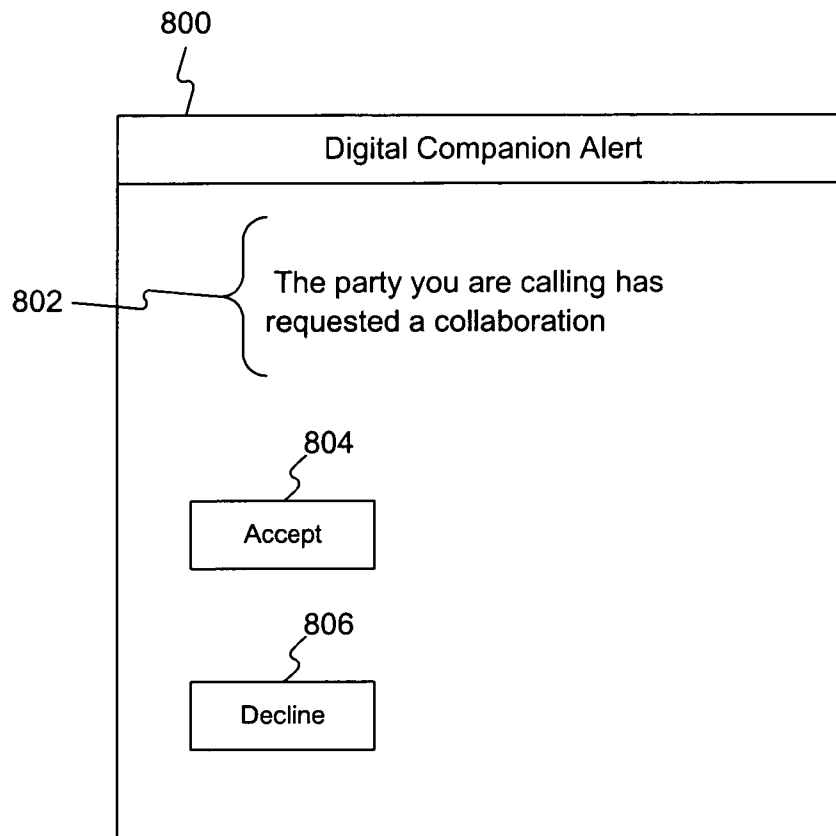 800
Digital Companion Alert
802
The party you are calling has
requested a collaboration
804
Accept
806
Decline